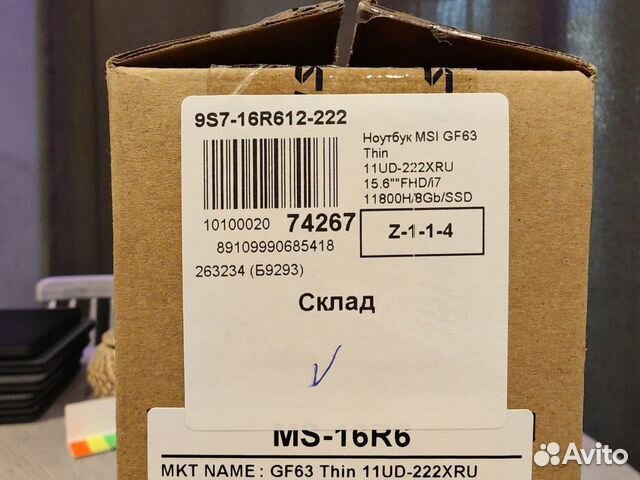 9S7-16R612-222
Ноутбук MSI GF63
Thin
11UD-222XRU
15.6""FHD/i7
11800H/8Gb/SSD
10100020 74267
89109990685418
Z-1-1-4
263234 (Б9293)
Склад
MS-16R6
MKT NAME : GF63 Thin 11UD-222XRU
Avito